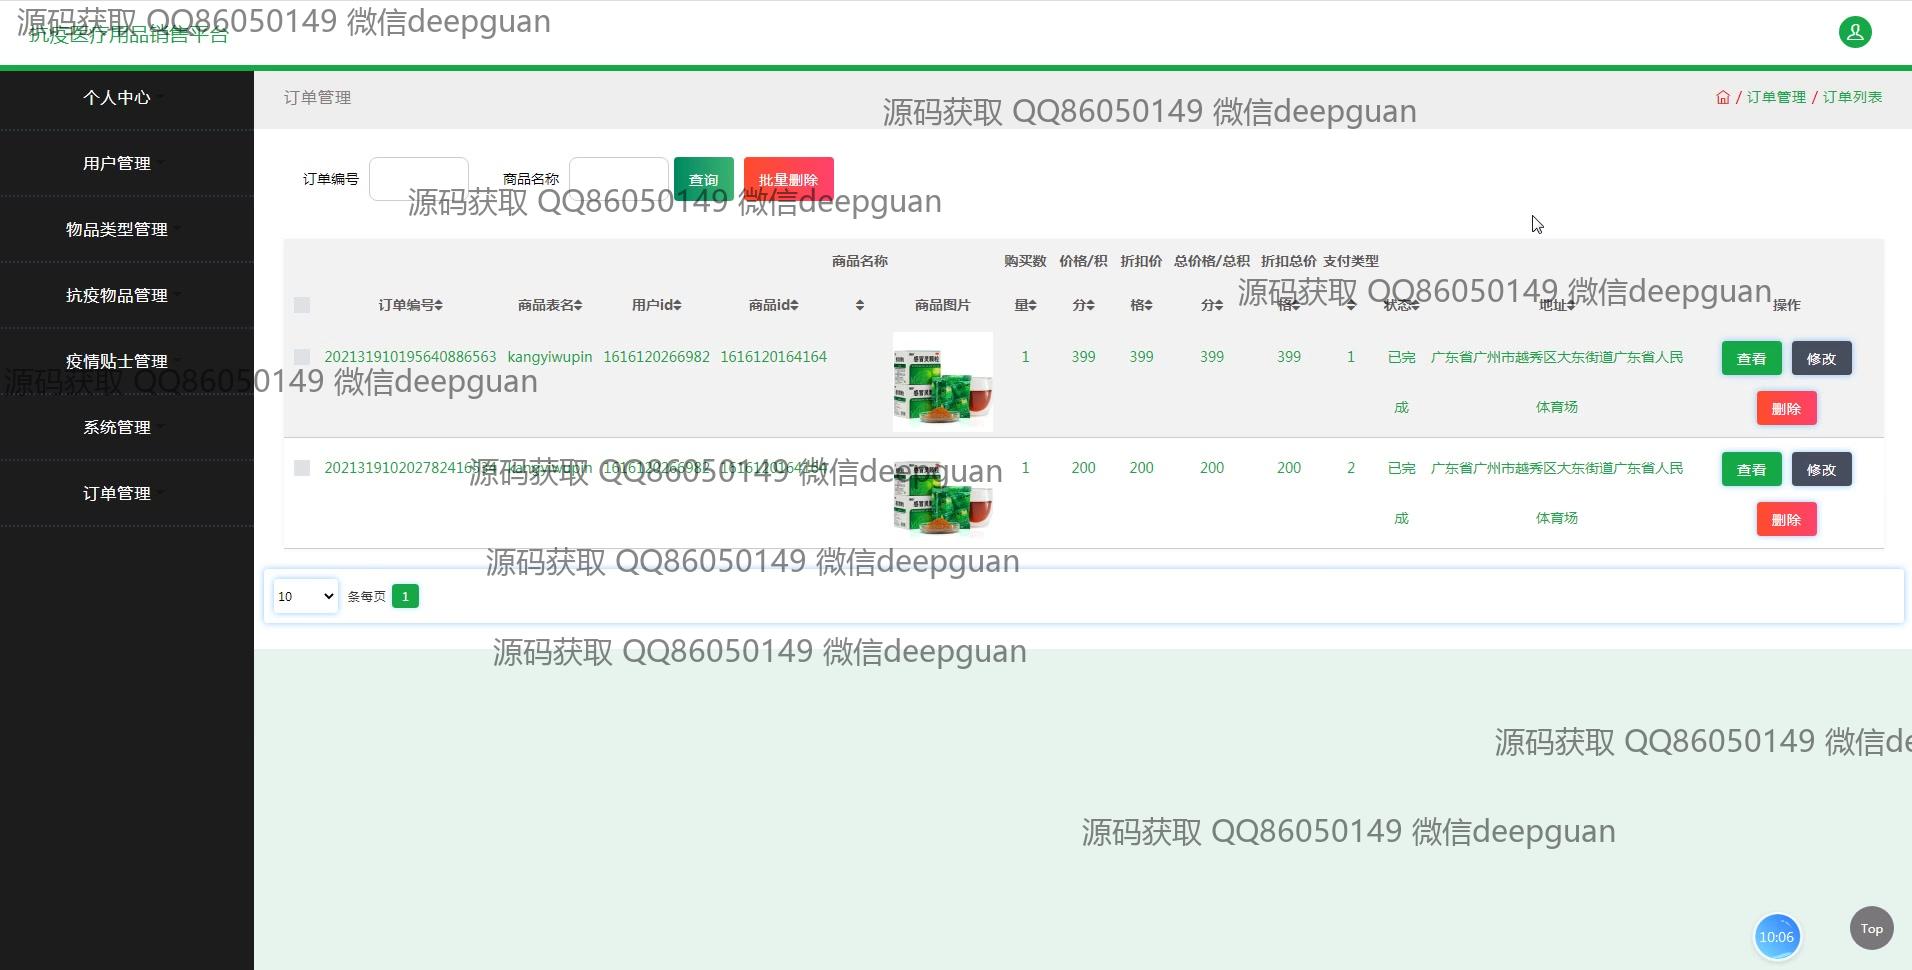 源码获取 QQ86050149 微信deepguan
抗疫医疗用品销售平台
个人中心
用户管理
物品类型管理
抗疫物品管理
疫情贴士管理
系统管理
订单管理
订单管理
/ 订单管理 / 订单列表
源码获取 QQ86050149 微信deepguan
订单编号 商品名称 查询 批量删除
源码获取 QQ86050149 微信deepguan
订单编号 商品表名 用户id 商品id 商品名称 商品图片 购买数量 价格/积分 折扣价格 总价格/总积分 折扣总价格 支付类型 状态 地址 操作
源码获取 QQ86050149 微信deepguan
202131910195640886563 kangyiwupin 1616120266982 1616120164164 1 399 399 399 399 1 已完成 广东省广州市越秀区大东街道广东省人民体育场 查看 修改 删除
源码获取 QQ86050149 微信deepguan
kangyiwupin 1616120266982 1616120164164 1 200 200 200 200 2 已完成 广东省广州市越秀区大东街道广东省人民体育场 查看 修改 删除
源码获取 QQ86050149 微信deepguan
源码获取 QQ86050149 微信deepguan
10 条每页 1
源码获取 QQ86050149 微信deepguan
源码获取 QQ86050149 微信de
源码获取 QQ86050149 微信deepguan
10:06
Top